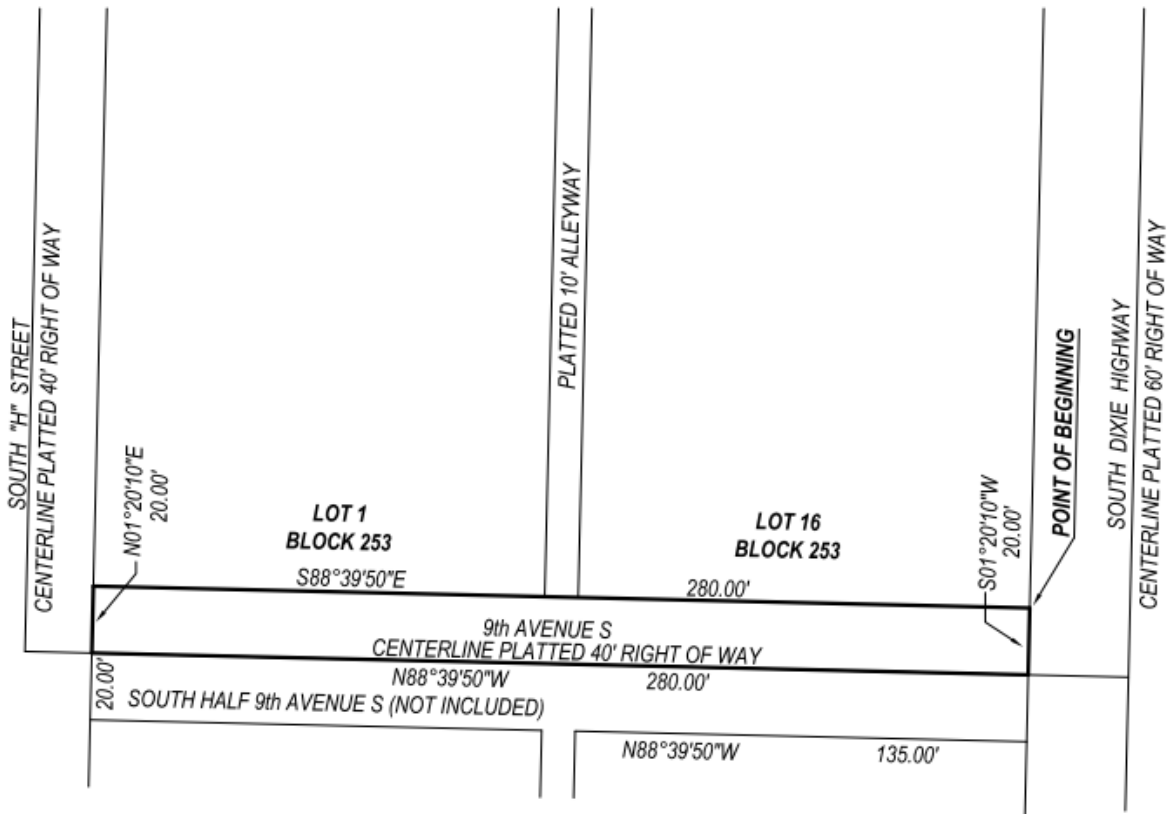 SOUTH "H" STREET
CENTERLINE PLATTED 40' RIGHT OF WAY
PLATTED 10' ALLEYWAY
SOUTH DIXIE HIGHWAY
CENTERLINE PLATTED 60' RIGHT OF WAY
POINT OF BEGINNING
N01°20'10"E
20.00'
LOT 1
BLOCK 253
LOT 16
BLOCK 253
S01°20'10"W
20.00'
S88°39'50"E
280.00'
9th AVENUE S
CENTERLINE PLATTED 40' RIGHT OF WAY
N88°39'50"W
280.00'
20.00'
SOUTH HALF 9th AVENUE S (NOT INCLUDED)
N88°39'50"W
135.00'